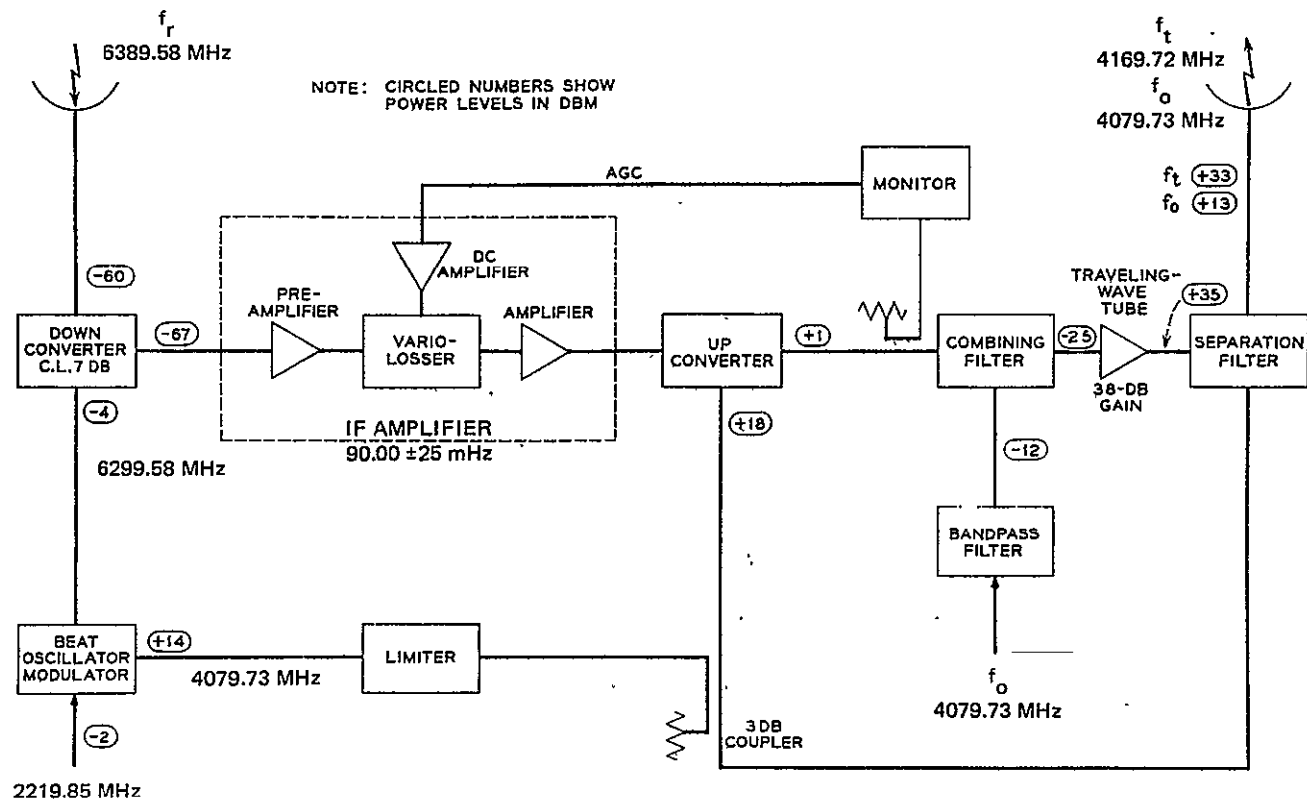 f_r
6389.58 MHz
NOTE: CIRCLED NUMBERS SHOW
POWER LEVELS IN DBM
f_t
4169.72 MHz
f_o
4079.73 MHz
AGC
MONITOR
f_t +33
f_o +13
DC
AMPLIFIER
-60
PRE-
AMPLIFIER
AMPLIFIER
TRAVELING-
WAVE
TUBE
+35
DOWN
CONVERTER
C.L. 7 DB
-67
VARIO-
LOSSER
UP
CONVERTER
+1
COMBINING
FILTER
-25
SEPARATION
FILTER
38-DB
GAIN
-4
IF AMPLIFIER
90.00 ±25 mHz
+18
-12
6299.58 MHz
BANDPASS
FILTER
BEAT
OSCILLATOR
MODULATOR
+14
4079.73 MHz
LIMITER
f_o
4079.73 MHz
3 DB
COUPLER
-2
2219.85 MHz